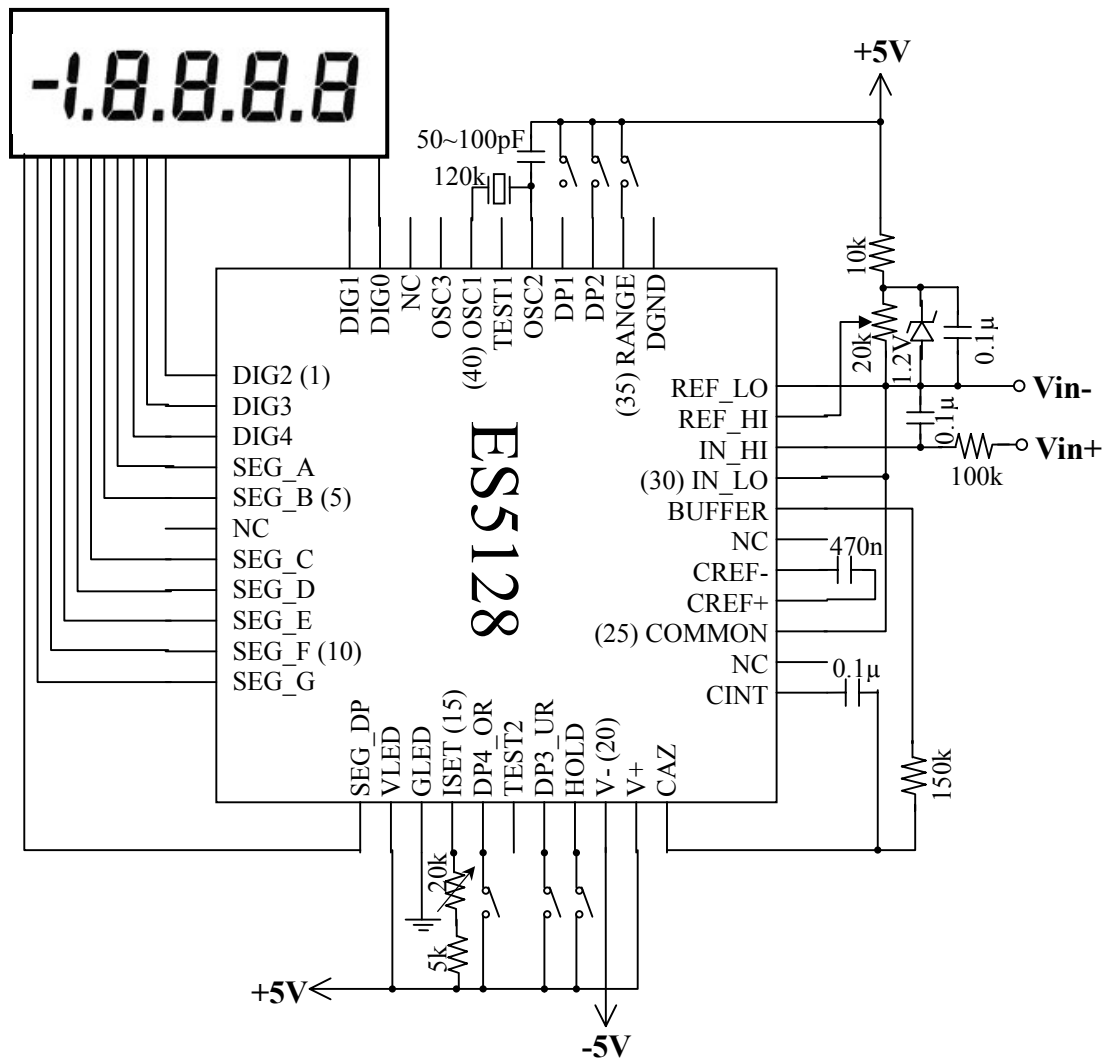 -1.8.8.8.8
+5V
50~100pF
120k
DIG1
DIG0
NC
OSC3
(40) OSC1
TEST1
OSC2
DP1
DP2
(35) RANGE
DGND
10k
20k
1.2V
0.1µ
DIG2 (1)
DIG3
DIG4
SEG_A
SEG_B (5)
NC
SEG_C
SEG_D
SEG_E
SEG_F (10)
SEG_G
ES5128
REF_LO
REF_HI
IN_HI
(30) IN_LO
BUFFER
NC
CREF-
CREF+
(25) COMMON
NC
CINT
Vin-
0.1µ
Vin+
100k
470n
0.1µ
150k
SEG_DP
VLED
GLED
ISET (15)
DP4_OR
TEST2
DP3_UR
HOLD
V- (20)
V+
CAZ
20k
5k
+5V
-5V